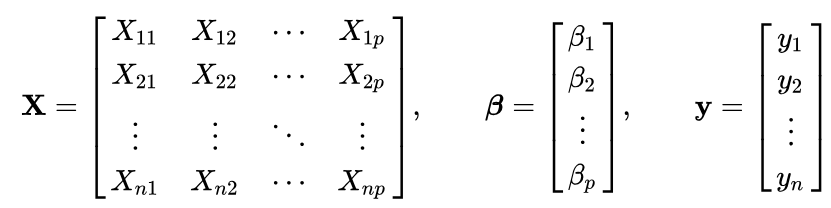 X = [ X₁₁ X₁₂ ⋯ X₁ₚ ; X₂₁ X₂₂ ⋯ X₂ₚ ; ⋮ ⋮ ⋱ ⋮ ; Xₙ₁ Xₙ₂ ⋯ Xₙₚ ], β = [ β₁ ; β₂ ; ⋮ ; βₚ ], y = [ y₁ ; y₂ ; ⋮ ; yₙ ]